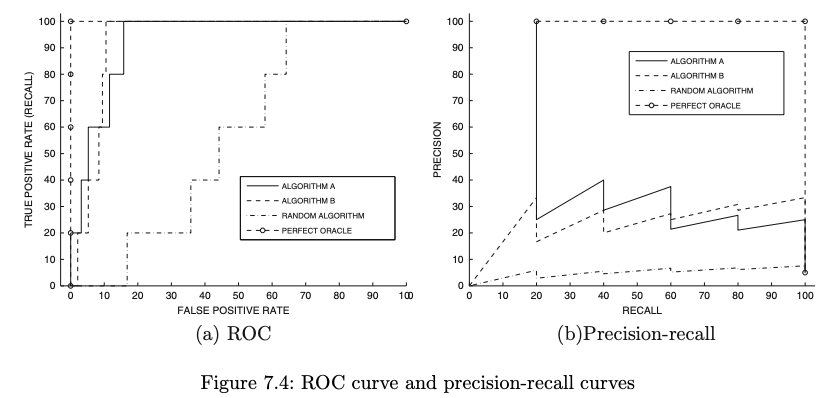 100
90
80
70
60
50
40
30
20
10
0
TRUE POSITIVE RATE (RECALL)
ALGORITHM A
ALGORITHM B
RANDOM ALGORITHM
PERFECT ORACLE
0 10 20 30 40 50 60 70 80 90 100
FALSE POSITIVE RATE
(a) ROC
100
90
80
70
60
50
40
30
20
10
0
PRECISION
ALGORITHM A
ALGORITHM B
RANDOM ALGORITHM
PERFECT ORACLE
0 10 20 30 40 50 60 70 80 90 100
RECALL
(b)Precision-recall
Figure 7.4: ROC curve and precision-recall curves